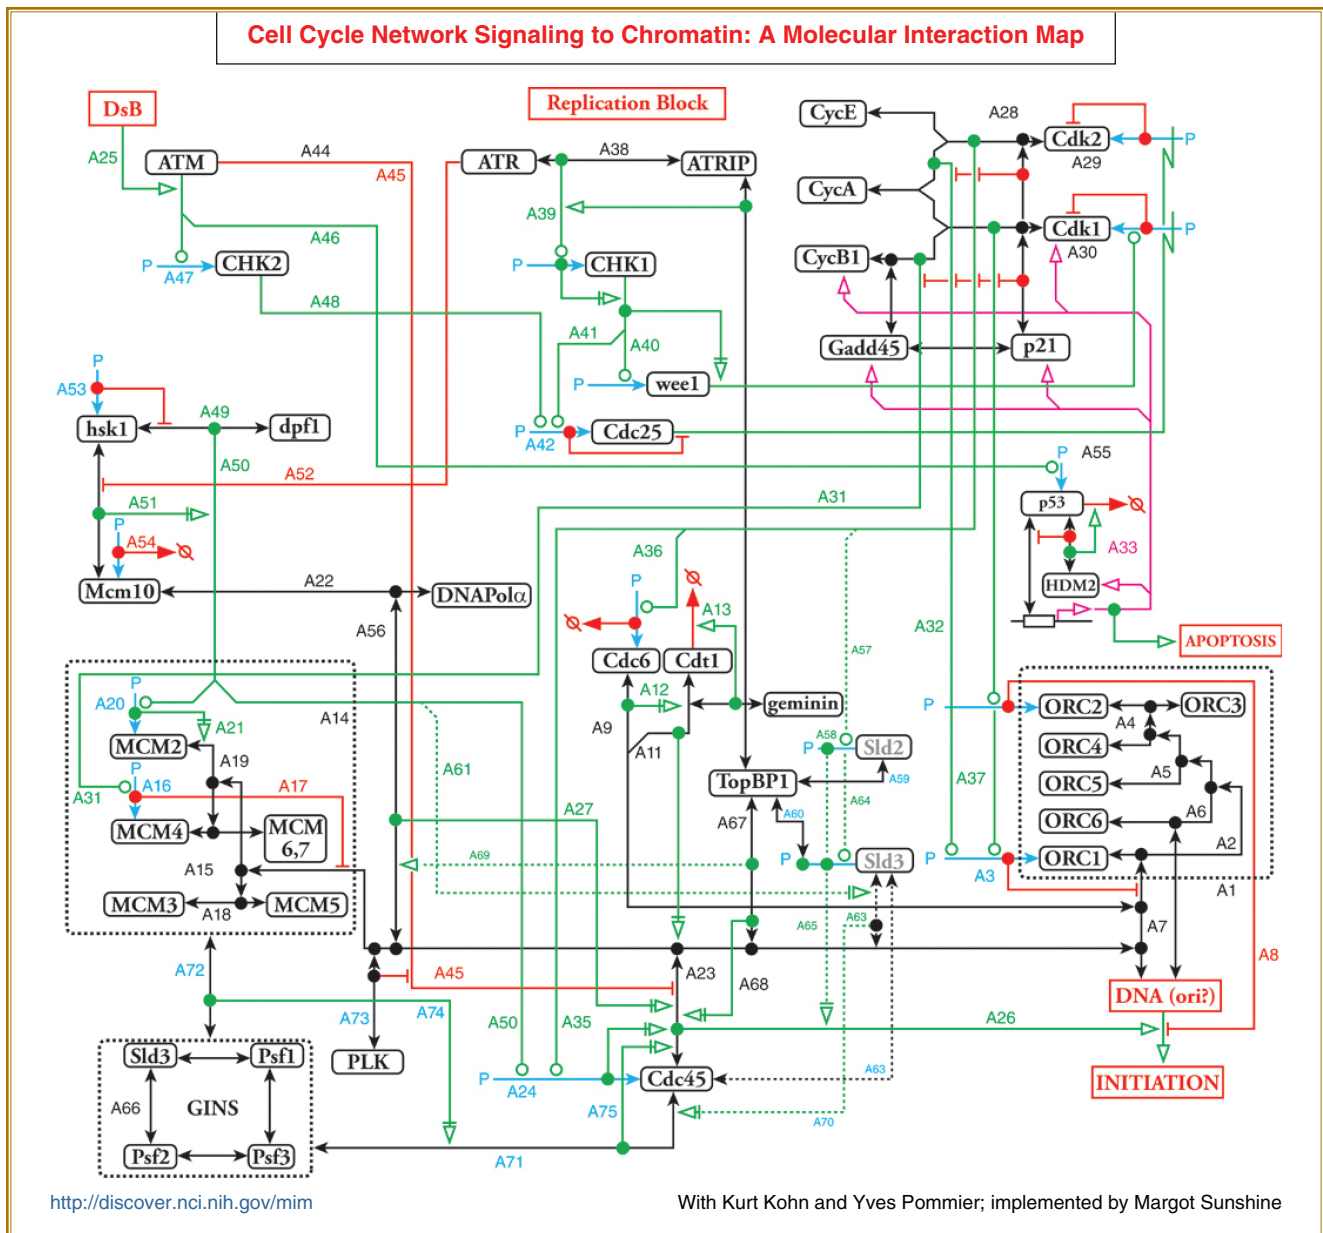 Cell Cycle Network Signaling to Chromatin: A Molecular Interaction Map
DsB
Replication Block
CycE
A28
Cdk2
P
A29
A25
ATM
A44
A45
ATR
A38
ATRIP
CycA
A39
A46
Cdk1
P
A30
P
A47
CHK2
P
CHK1
CycB1
A48
A41
A40
Gadd45
p21
P
A53
P
wee1
hsk1
A49
dpf1
P
A42
Cdc25
A50
A52
P
A55
A51
A31
p53
P
A54
A36
A33
Mcm10
A22
DNAPolα
P
A13
HDM2
A56
A32
APOPTOSIS
Cdc6
Cdt1
A57
P
A20
A14
A12
geminin
P
ORC2
ORC3
A21
A9
A4
MCM2
A11
A58
P
Sld2
ORC4
A19
A61
TopBP1
A59
A37
A5
ORC5
P
A16
A17
A31
A27
A67
A60
A64
A6
ORC6
MCM4
MCM
6,7
A2
A15
A69
P
Sld3
P
A3
ORC1
A1
MCM3
A18
MCM5
A65
A63
A7
A72
A45
A23
A68
A8
A73
A74
A50
A35
DNA (ori?)
A26
Sld3
Psf1
PLK
P
A24
Cdc45
A63
INITIATION
A66
GINS
A75
A70
Psf2
Psf3
A71
http://discover.nci.nih.gov/mim
With Kurt Kohn and Yves Pommier; implemented by Margot Sunshine